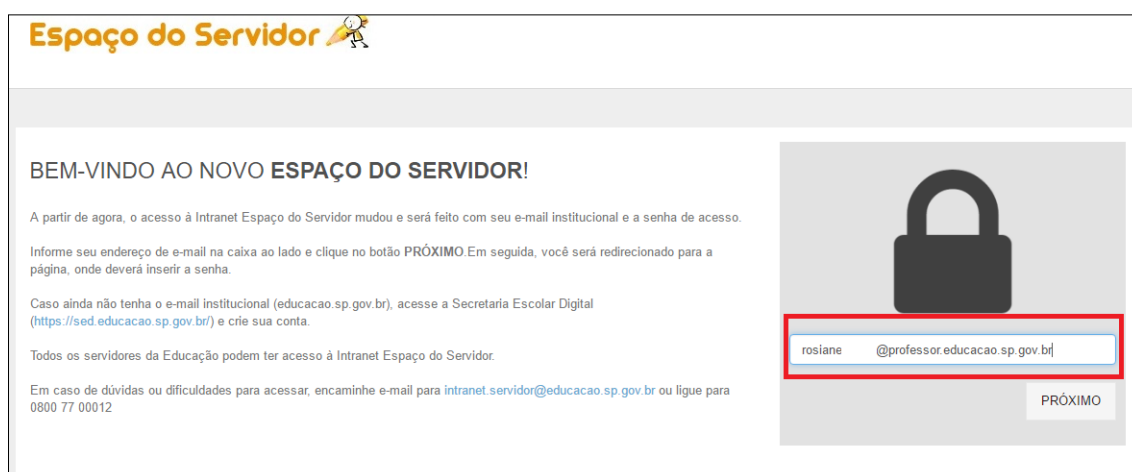 Espaço do Servidor
BEM-VINDO AO NOVO ESPAÇO DO SERVIDOR!
A partir de agora, o acesso à Intranet Espaço do Servidor mudou e será feito com seu e-mail institucional e a senha de acesso.
Informe seu endereço de e-mail na caixa ao lado e clique no botão PRÓXIMO.Em seguida, você será redirecionado para a
página, onde deverá inserir a senha.
Caso ainda não tenha o e-mail institucional (educacao.sp.gov.br), acesse a Secretaria Escolar Digital
(https://sed.educacao.sp.gov.br/) e crie sua conta.
Todos os servidores da Educação podem ter acesso à Intranet Espaço do Servidor.
Em caso de dúvidas ou dificuldades para acessar, encaminhe e-mail para intranet.servidor@educacao.sp.gov.br ou ligue para
0800 77 00012
rosiane @professor.educacao.sp.gov.br
PRÓXIMO